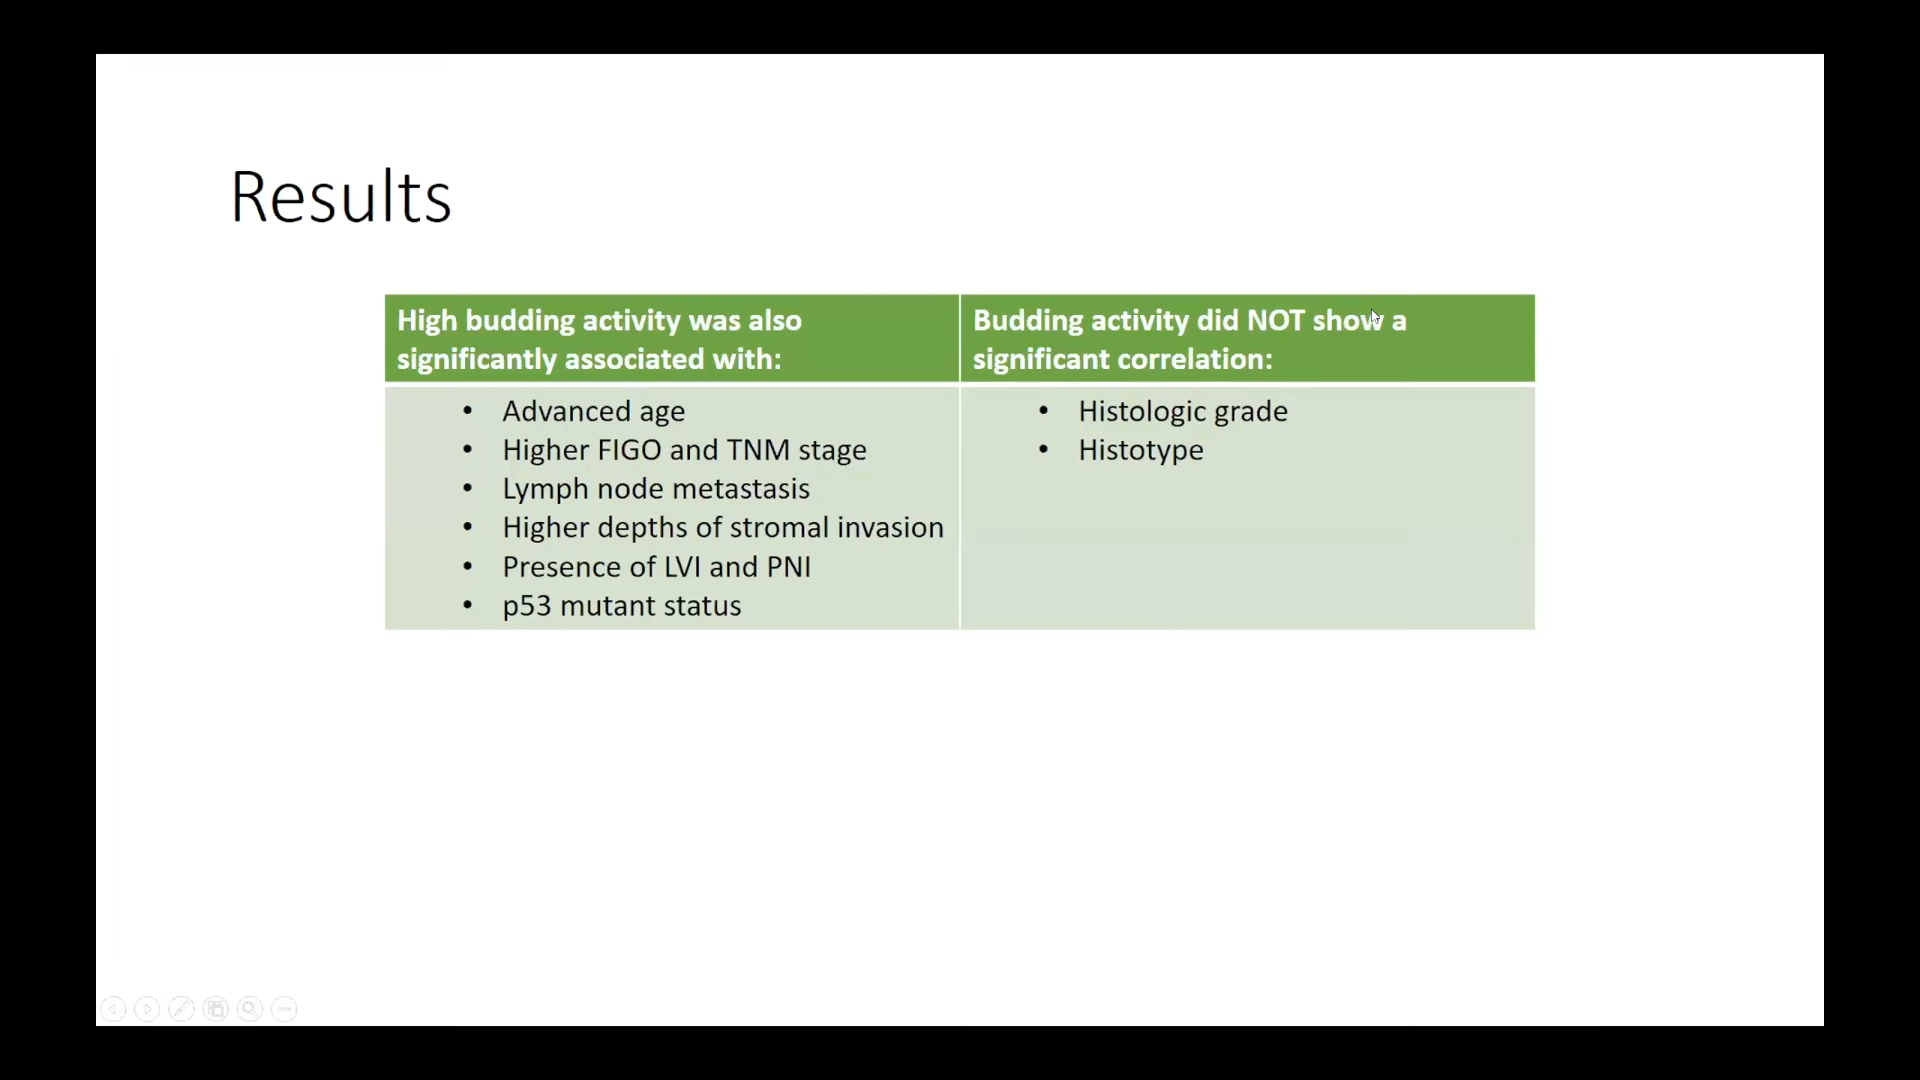 Results
High budding activity was also
significantly associated with:
Budding activity did NOT show a
significant correlation:
• Advanced age
• Higher FIGO and TNM stage
• Lymph node metastasis
• Higher depths of stromal invasion
• Presence of LVI and PNI
• p53 mutant status
• Histologic grade
• Histotype